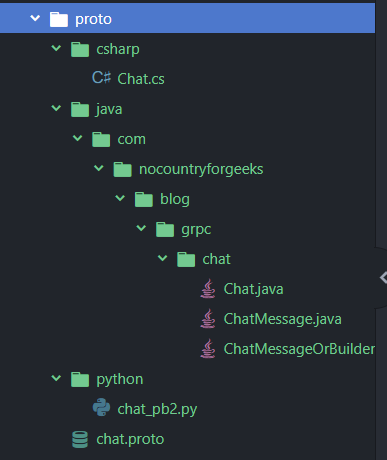 proto
csharp
C# Chat.cs
java
com
nocountryforgeeks
blog
grpc
chat
Chat.java
ChatMessage.java
ChatMessageOrBuilder
python
chat_pb2.py
chat.proto